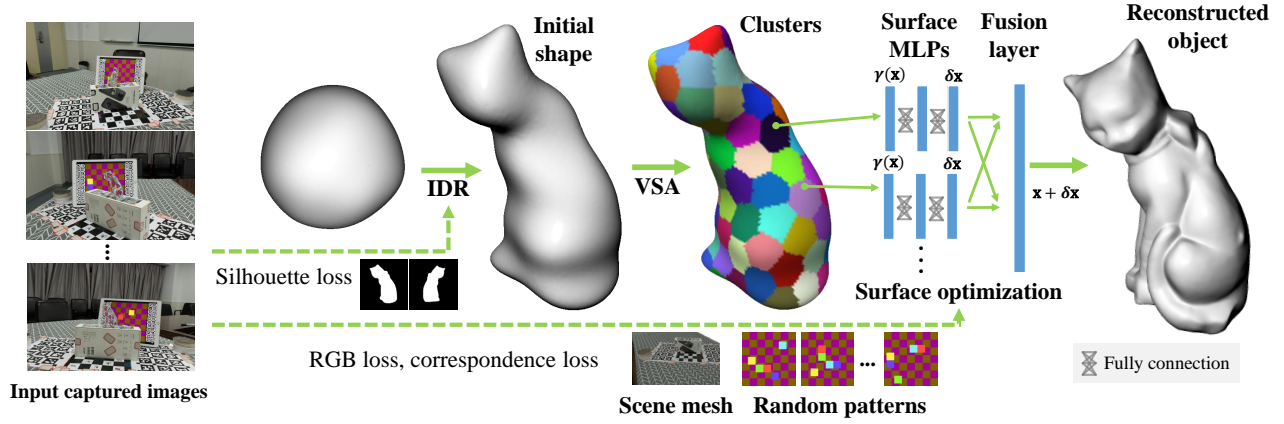 Initial
shape
Clusters
Surface
MLPs
Fusion
layer
Reconstructed
object
γ(x)
δx
γ(x)
δx
IDR
VSA
x + δx
Silhouette loss
Surface optimization
RGB loss, correspondence loss
Fully connection
Input captured images
Scene mesh
Random patterns